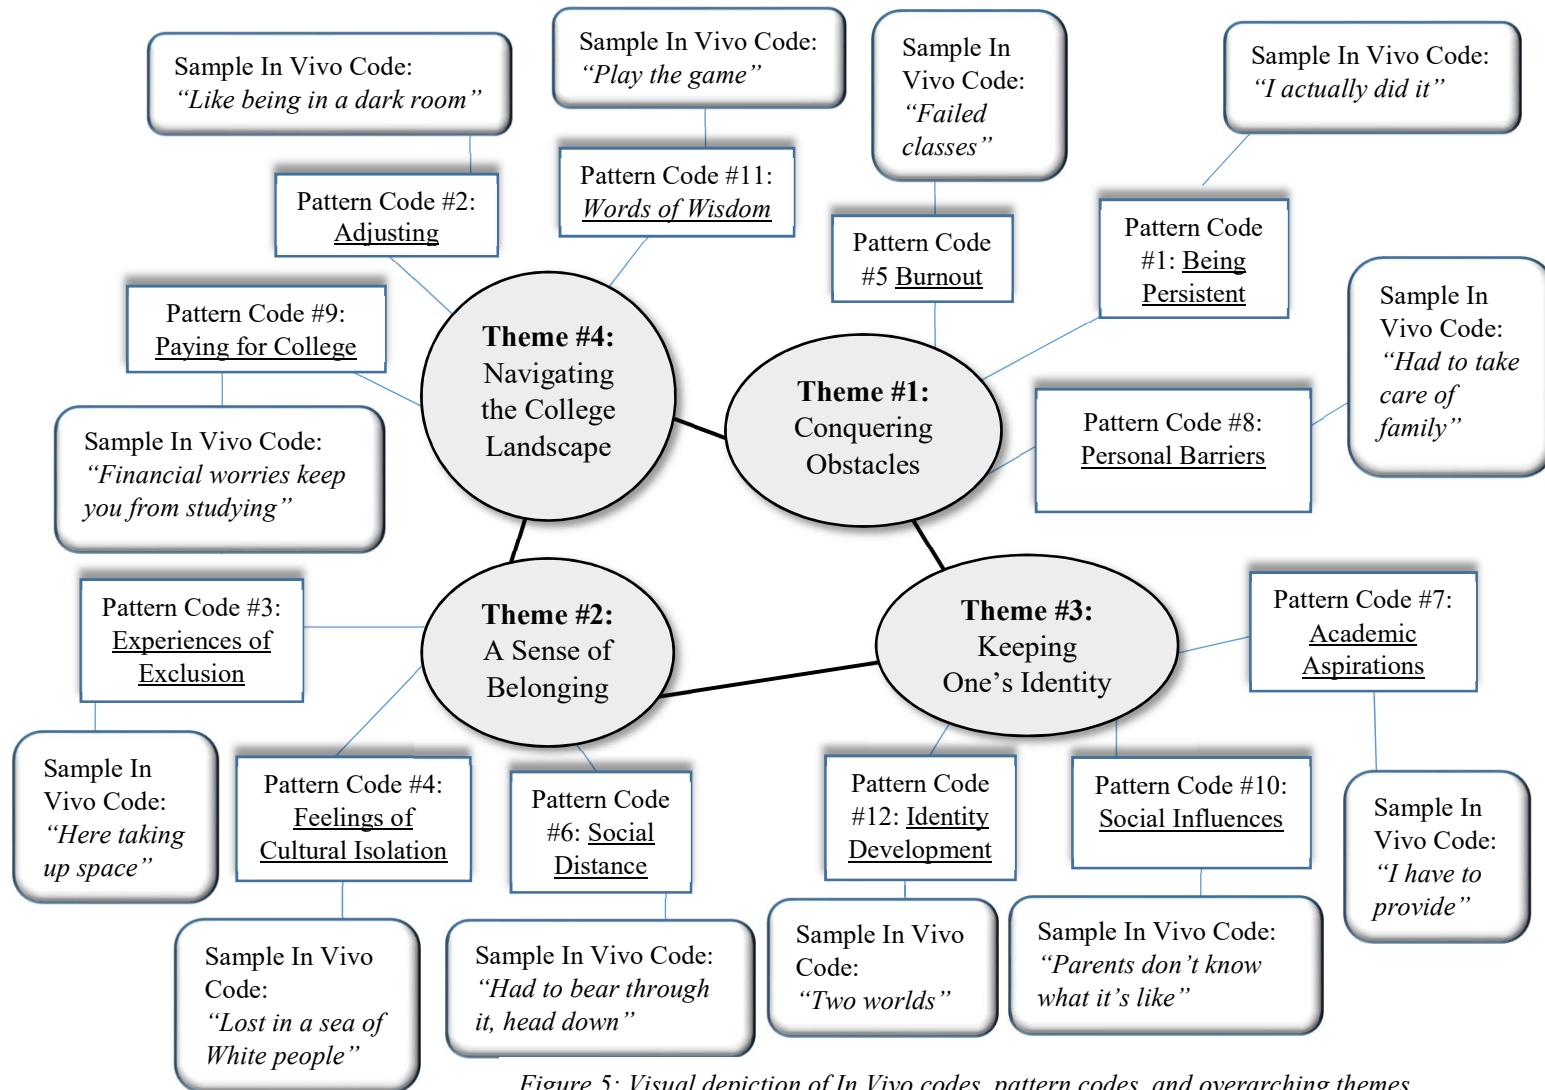 Sample In Vivo Code:
“Like being in a dark room”
Sample In Vivo Code:
“Play the game”
Sample In
Vivo Code:
“Failed
classes”
Sample In Vivo Code:
“I actually did it”
Pattern Code #2:
Adjusting
Pattern Code #11:
Words of Wisdom
Pattern Code
#5 Burnout
Pattern Code
#1: Being
Persistent
Sample In
Vivo Code:
“Had to take
care of
family”
Pattern Code #9:
Paying for College
Theme #4:
Navigating
the College
Landscape
Theme #1:
Conquering
Obstacles
Pattern Code #8:
Personal Barriers
Sample In Vivo Code:
“Financial worries keep
you from studying”
Pattern Code #3:
Experiences of
Exclusion
Theme #2:
A Sense of
Belonging
Theme #3:
Keeping
One’s Identity
Pattern Code #7:
Academic
Aspirations
Sample In
Vivo Code:
“Here taking
up space”
Pattern Code #4:
Feelings of
Cultural Isolation
Pattern Code
#6: Social
Distance
Pattern Code
#12: Identity
Development
Pattern Code #10:
Social Influences
Sample In
Vivo Code:
“I have to
provide”
Sample In Vivo
Code:
“Lost in a sea of
White people”
Sample In Vivo Code:
“Had to bear through
it, head down”
Sample In Vivo
Code:
“Two worlds”
Sample In Vivo Code:
“Parents don’t know
what it’s like”
Figure 5: Visual depiction of In Vivo codes, pattern codes, and overarching themes